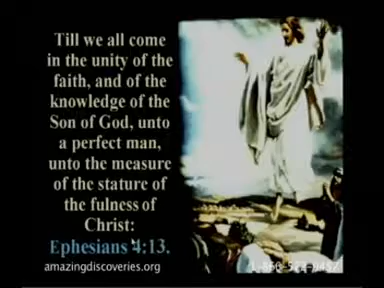 Till we all come
in the unity of the
faith, and of the
knowledge of the
Son of God, unto
a perfect man,
unto the measure
of the stature of
the fulness of
Christ:
Ephesians 4:13.
amazingdiscoveries.org